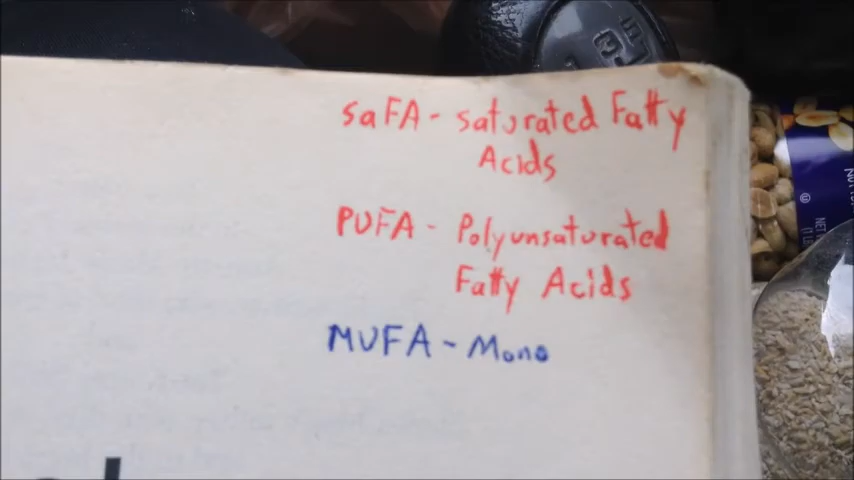 saFA - saturated Fatty
Acids
PUFA - Polyunsaturated
Fatty Acids
MUFA - Mono